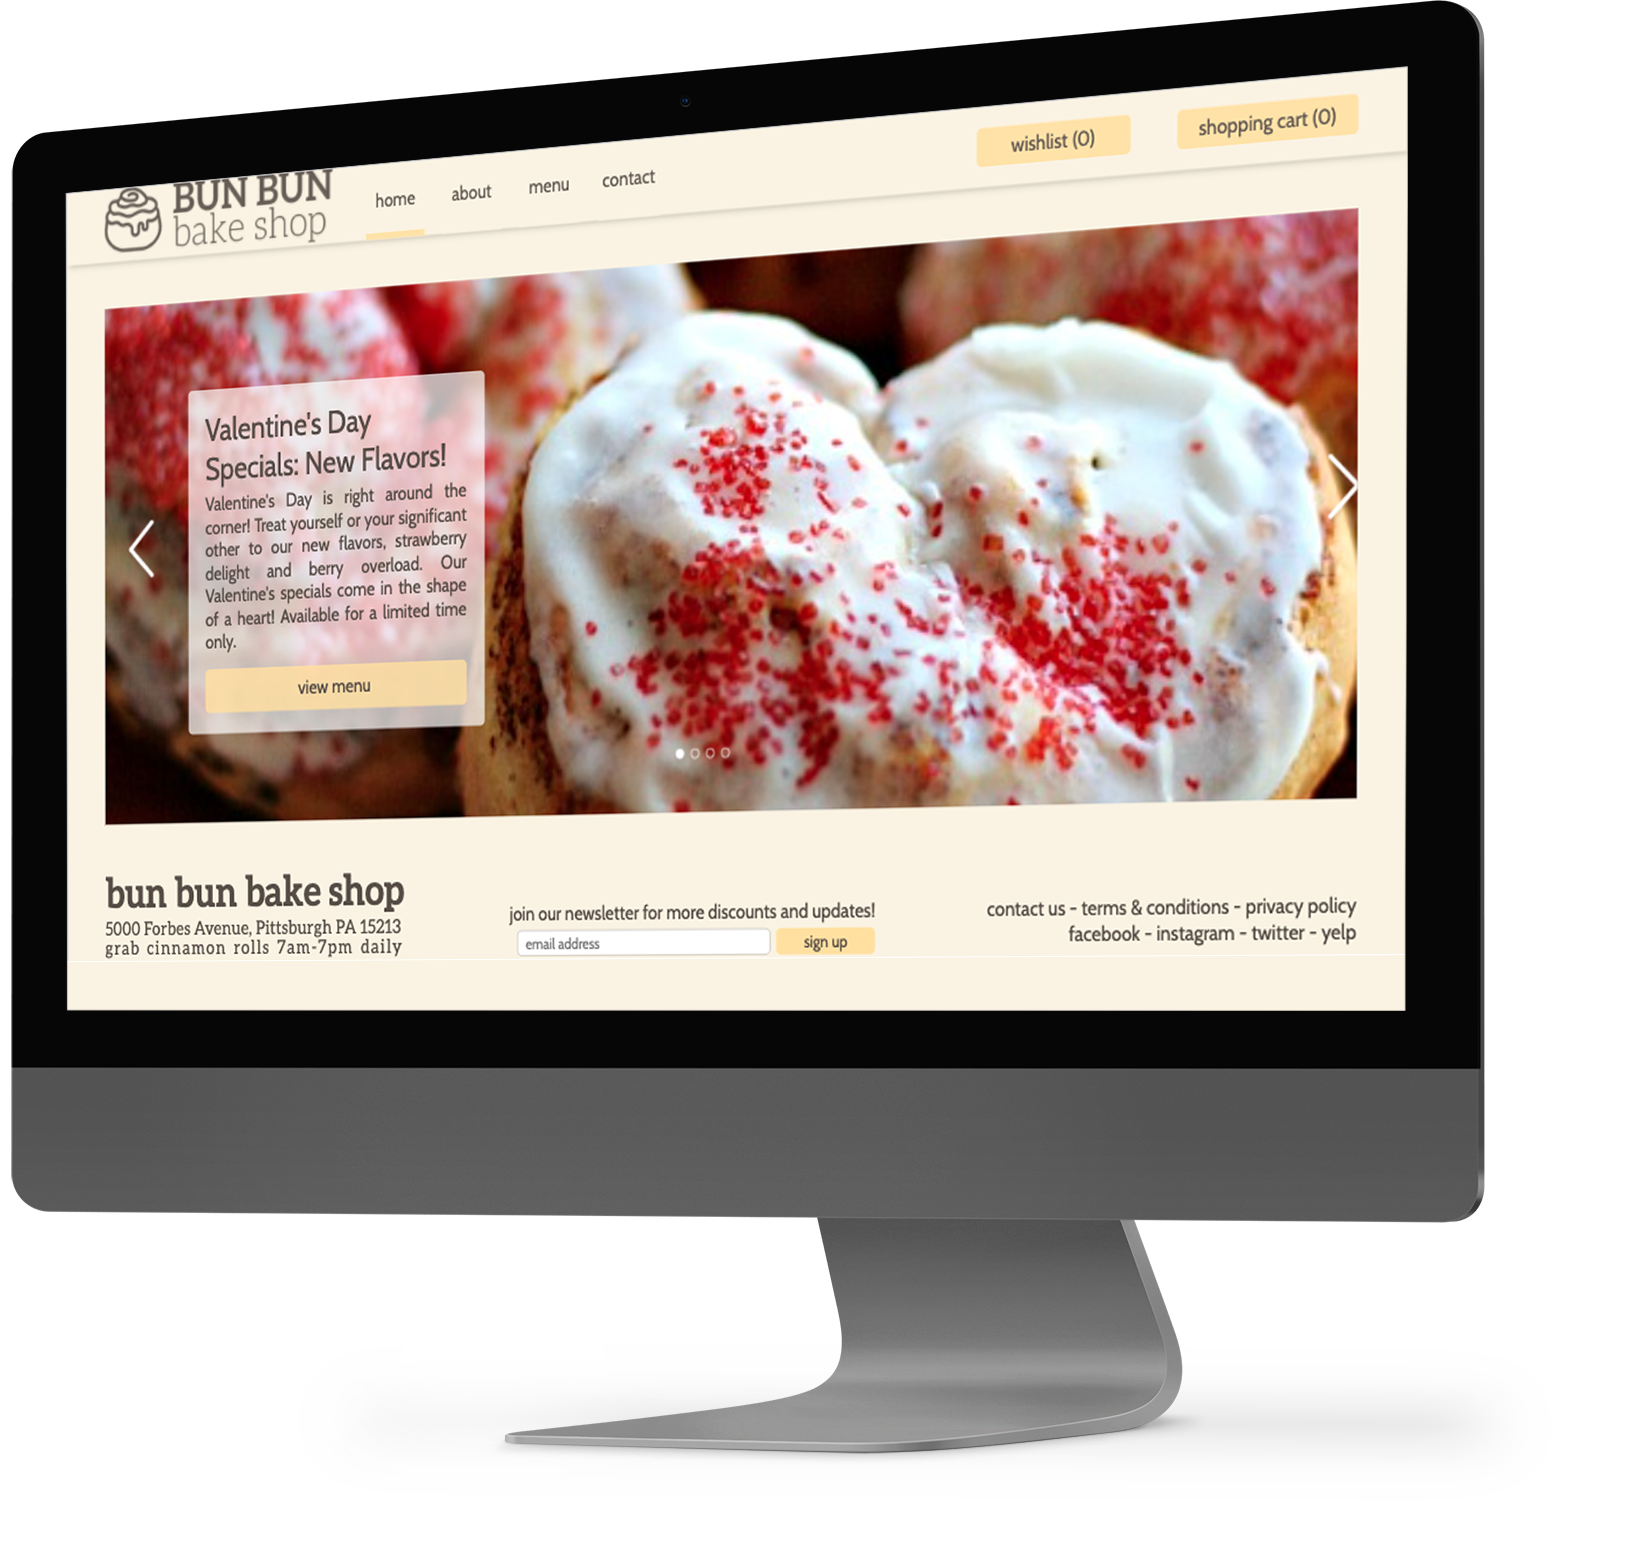 BUN BUN
bake shop
home about menu contact
wishlist (0) shopping cart (0)
Valentine's Day
Specials: New Flavors!
Valentine's Day is right around the
corner! Treat yourself or your significant
other to our new flavors, strawberry
delight and berry overload. Our
Valentine's specials come in the shape
of a heart! Available for a limited time
only.
view menu
bun bun bake shop
5000 Forbes Avenue, Pittsburgh PA 15213
grab cinnamon rolls 7am-7pm daily
join our newsletter for more discounts and updates!
email address sign up
contact us - terms & conditions - privacy policy
facebook - instagram - twitter - yelp